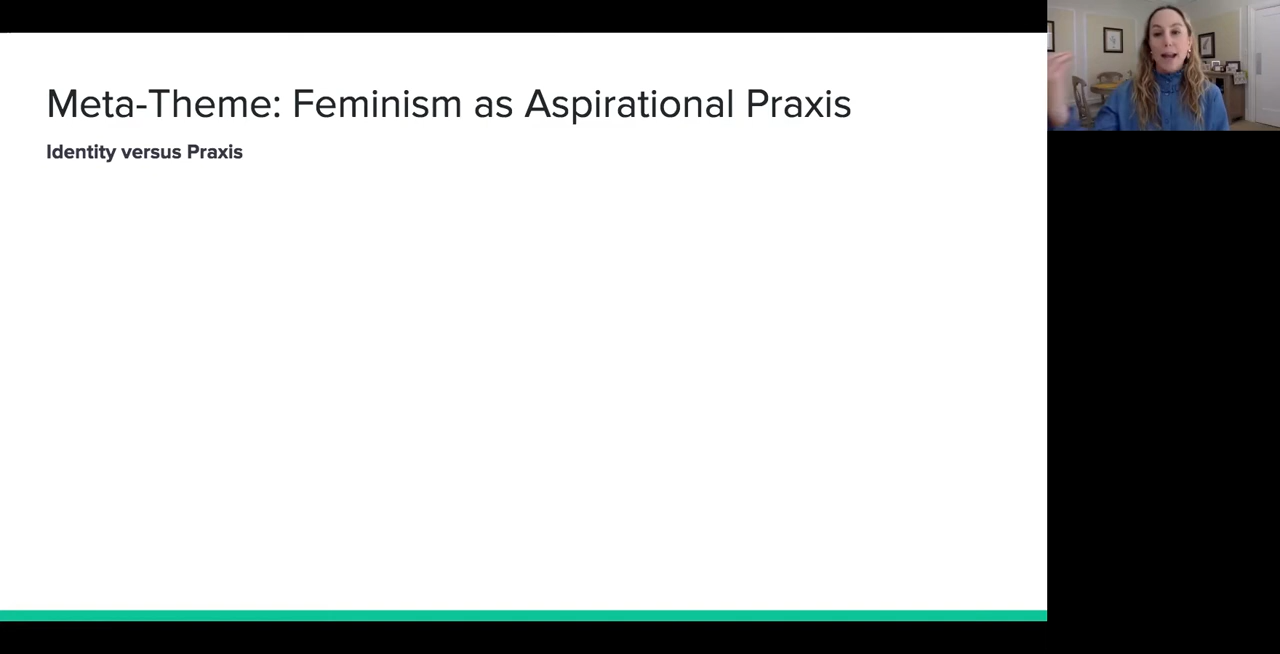 Meta-Theme: Feminism as Aspirational Praxis
Identity versus Praxis